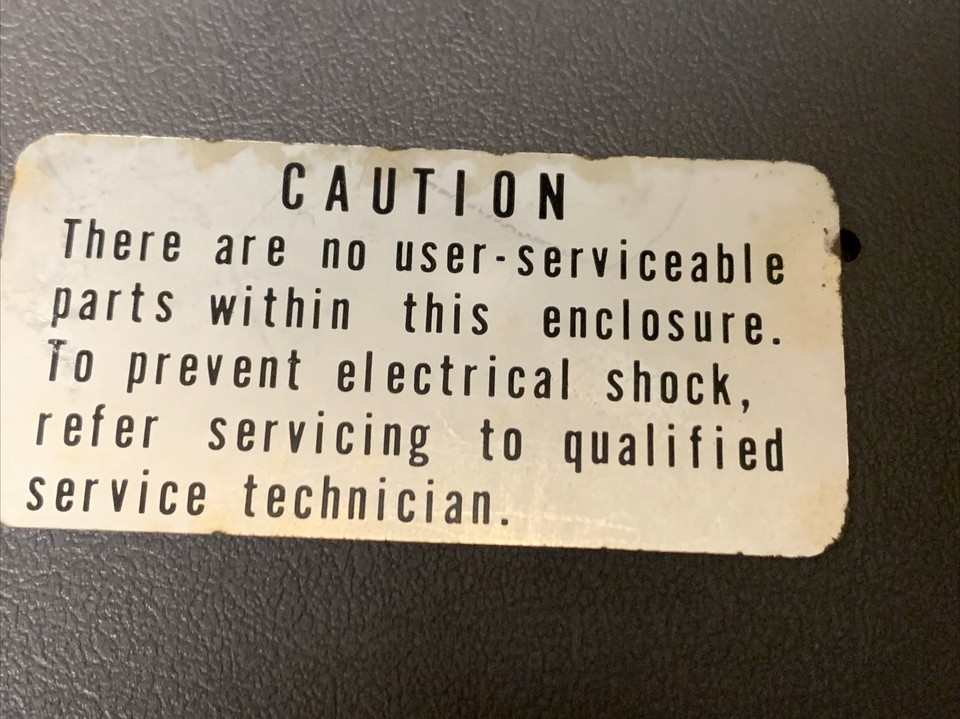 CAUTION
There are no user-serviceable
parts within this enclosure.
To prevent electrical shock,
refer servicing to qualified
service technician.